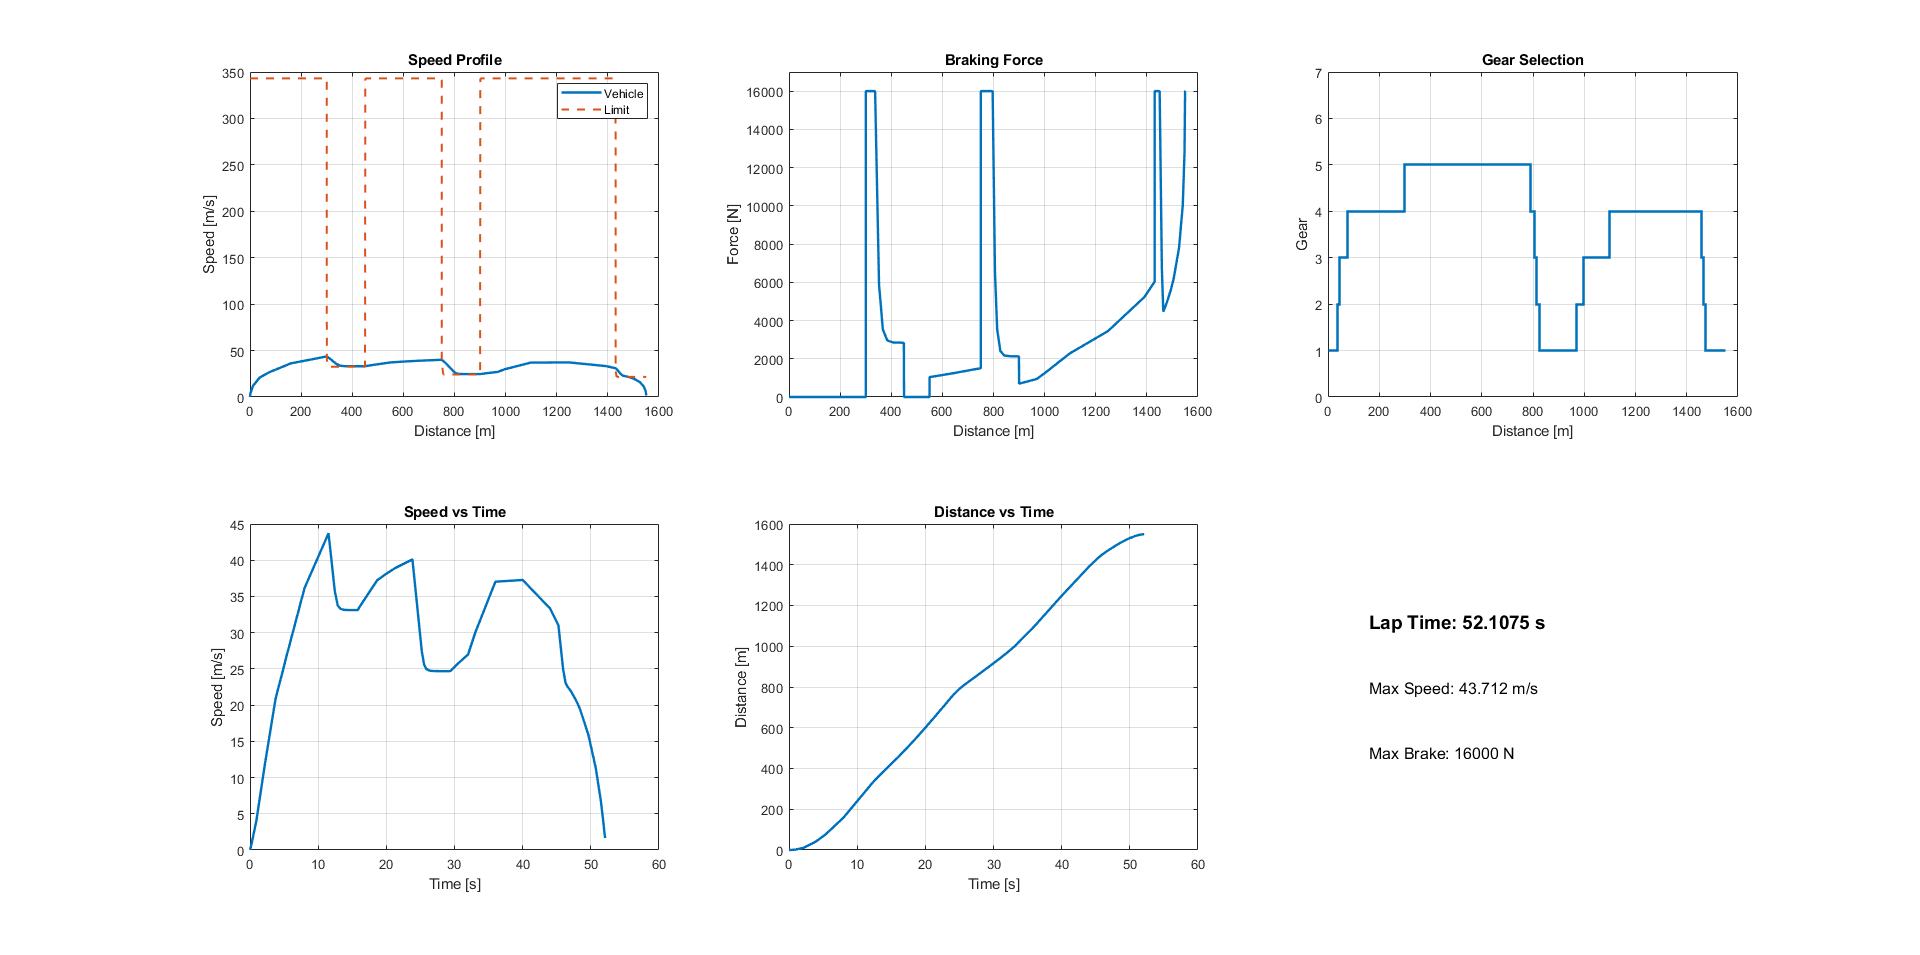 Speed Profile
350
300
250
200
150
100
50
0
Speed [m/s]
Vehicle
Limit
0 200 400 600 800 1000 1200 1400 1600
Distance [m]
Braking Force
16000
14000
12000
10000
8000
6000
4000
2000
0
Force [N]
0 200 400 600 800 1000 1200 1400 1600
Distance [m]
Gear Selection
7
6
5
4
3
2
1
0
Gear
0 200 400 600 800 1000 1200 1400 1600
Distance [m]
Speed vs Time
45
40
35
30
25
20
15
10
5
0
Speed [m/s]
0 10 20 30 40 50 60
Time [s]
Distance vs Time
1600
1400
1200
1000
800
600
400
200
0
Distance [m]
0 10 20 30 40 50 60
Time [s]
Lap Time: 52.1075 s
Max Speed: 43.712 m/s
Max Brake: 16000 N